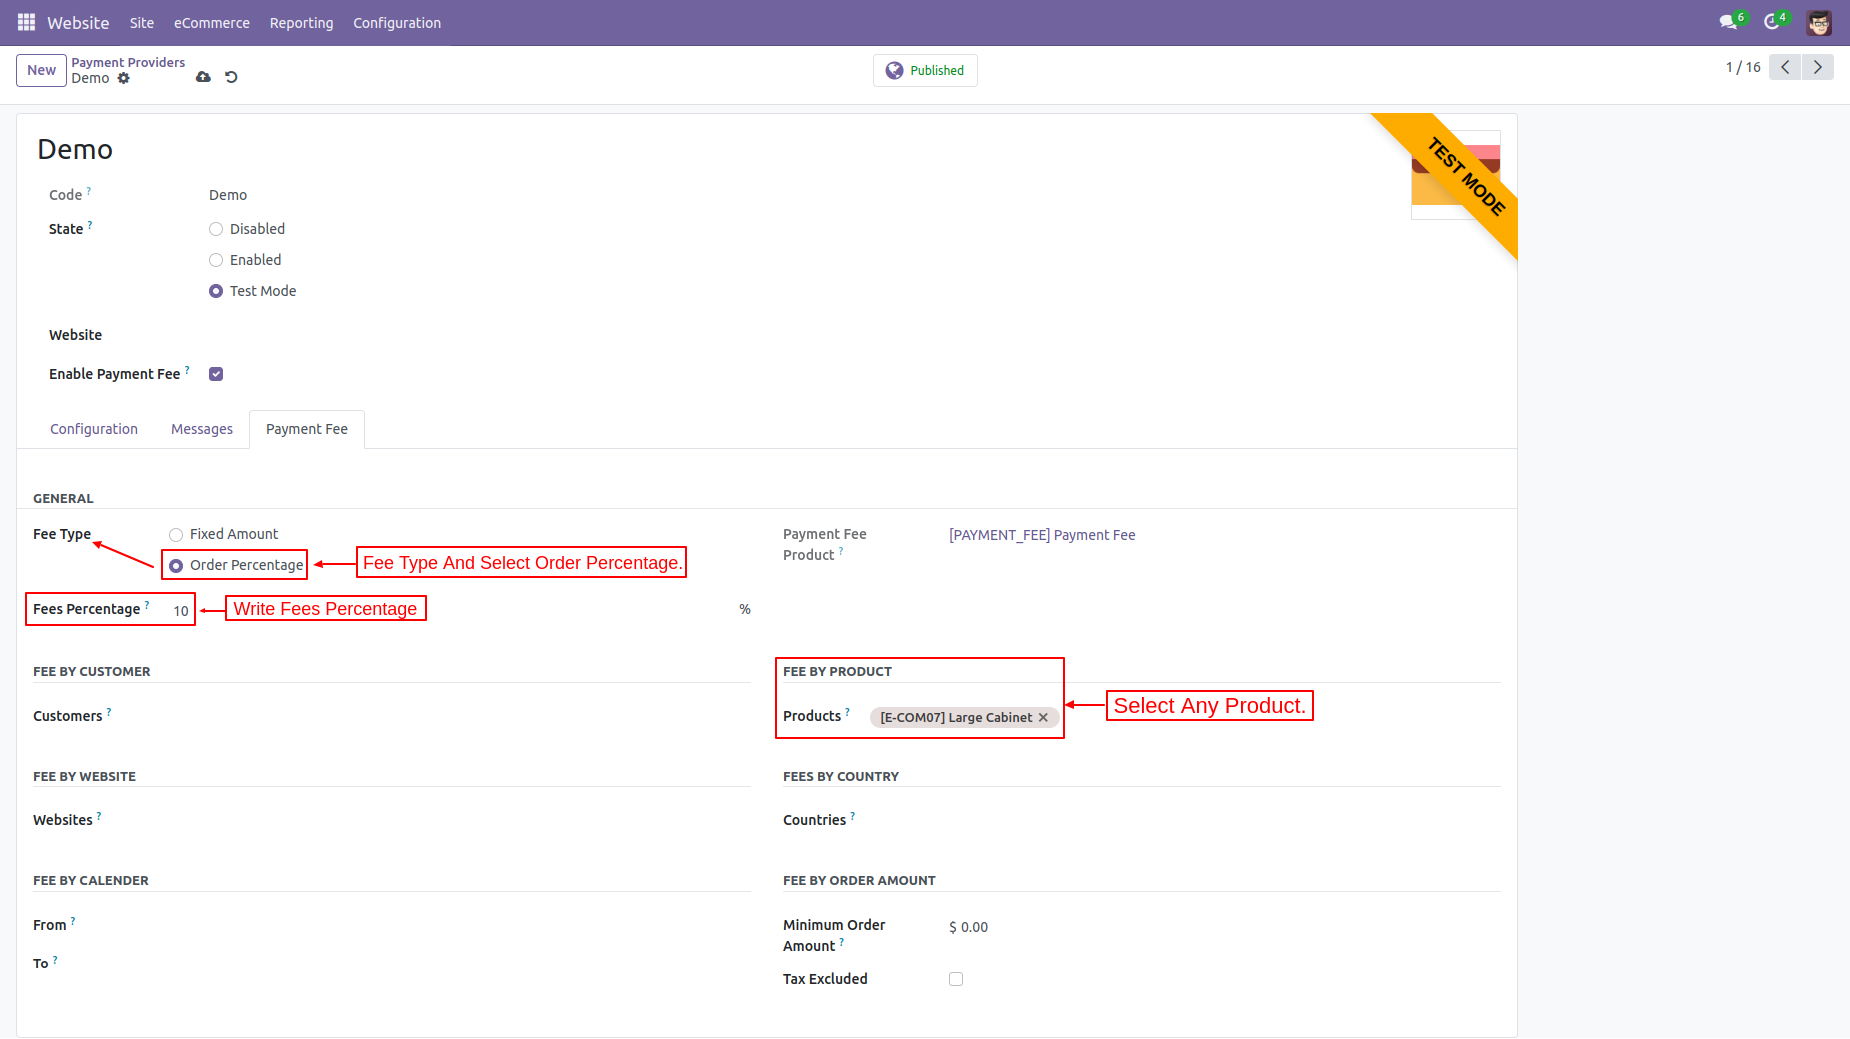 Website Site eCommerce Reporting Configuration 6 4
New Payment Providers Published 1 / 16
Demo
Demo
TEST MODE
Code ? Demo
State ? Disabled
Enabled
Test Mode
Website
Enable Payment Fee ?
Configuration Messages Payment Fee
GENERAL
Fee Type Fixed Amount Payment Fee [PAYMENT_FEE] Payment Fee
Product ?
Order Percentage Fee Type And Select Order Percentage.
Fees Percentage ? 10 Write Fees Percentage %
FEE BY CUSTOMER FEE BY PRODUCT
Customers ? Products ? [E-COM07] Large Cabinet Select Any Product.
FEE BY WEBSITE FEES BY COUNTRY
Websites ? Countries ?
FEE BY CALENDER FEE BY ORDER AMOUNT
From ? Minimum Order $ 0.00
Amount ?
To ?
Tax Excluded